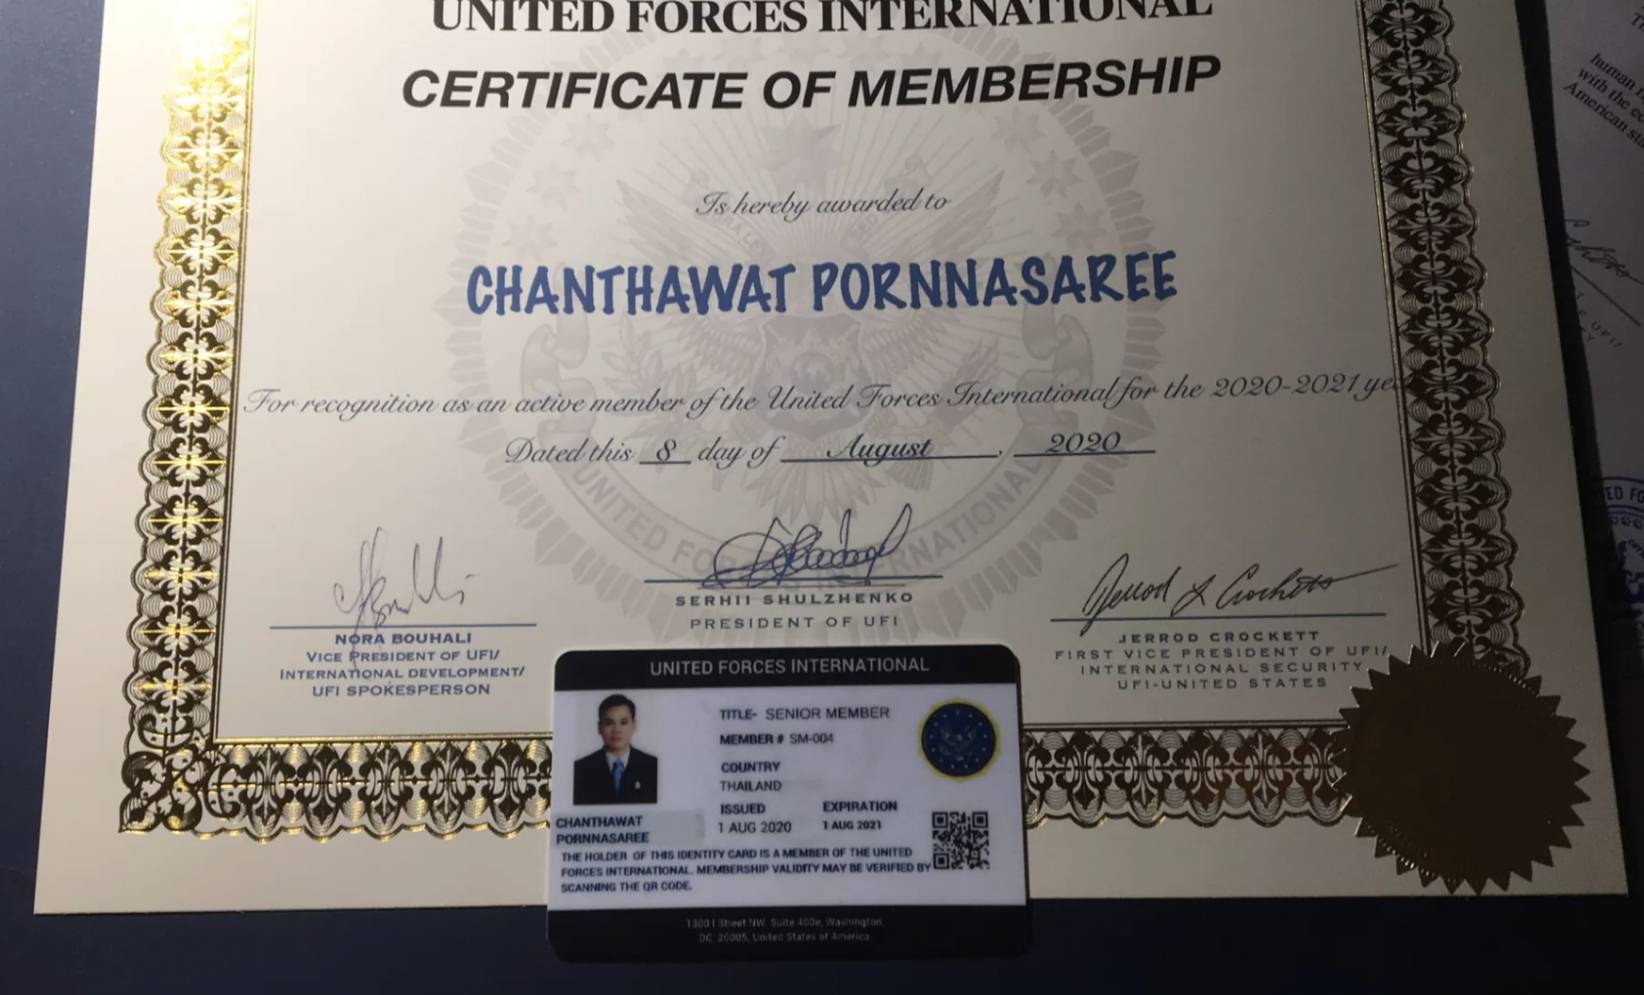 UNITED FORCES INTERNATIONAL
CERTIFICATE OF MEMBERSHIP
Is hereby awarded to
CHANTHAWAT PORNNASAREE
For recognition as an active member of the United Forces International for the 2020-2021 ye
Dated this 8 day of August, 2020
UNITED FORCES INTERNATIONAL
NORA BOUHALI
VICE PRESIDENT OF UFI/
INTERNATIONAL DEVELOPMENT/
UFI SPOKESPERSON
SERHII SHULZHENKO
PRESIDENT OF UFI
Jerrod L Crockett
JERROD CROCKETT
FIRST VICE PRESIDENT OF UFI/
INTERNATIONAL SECURITY
UFI-UNITED STATES
UNITED FORCES INTERNATIONAL
TITLE- SENIOR MEMBER
MEMBER # SM-004
COUNTRY
THAILAND
ISSUED EXPIRATION
1 AUG 2020 1 AUG 2021
CHANTHAWAT
PORNNASAREE
THE HOLDER OF THIS IDENTITY CARD IS A MEMBER OF THE UNITED
FORCES INTERNATIONAL. MEMBERSHIP VALIDITY MAY BE VERIFIED BY
SCANNING THE QR CODE.
1300 I Street NW, Suite 400e, Washington,
DC, 20005, United States of America
human
with the
American